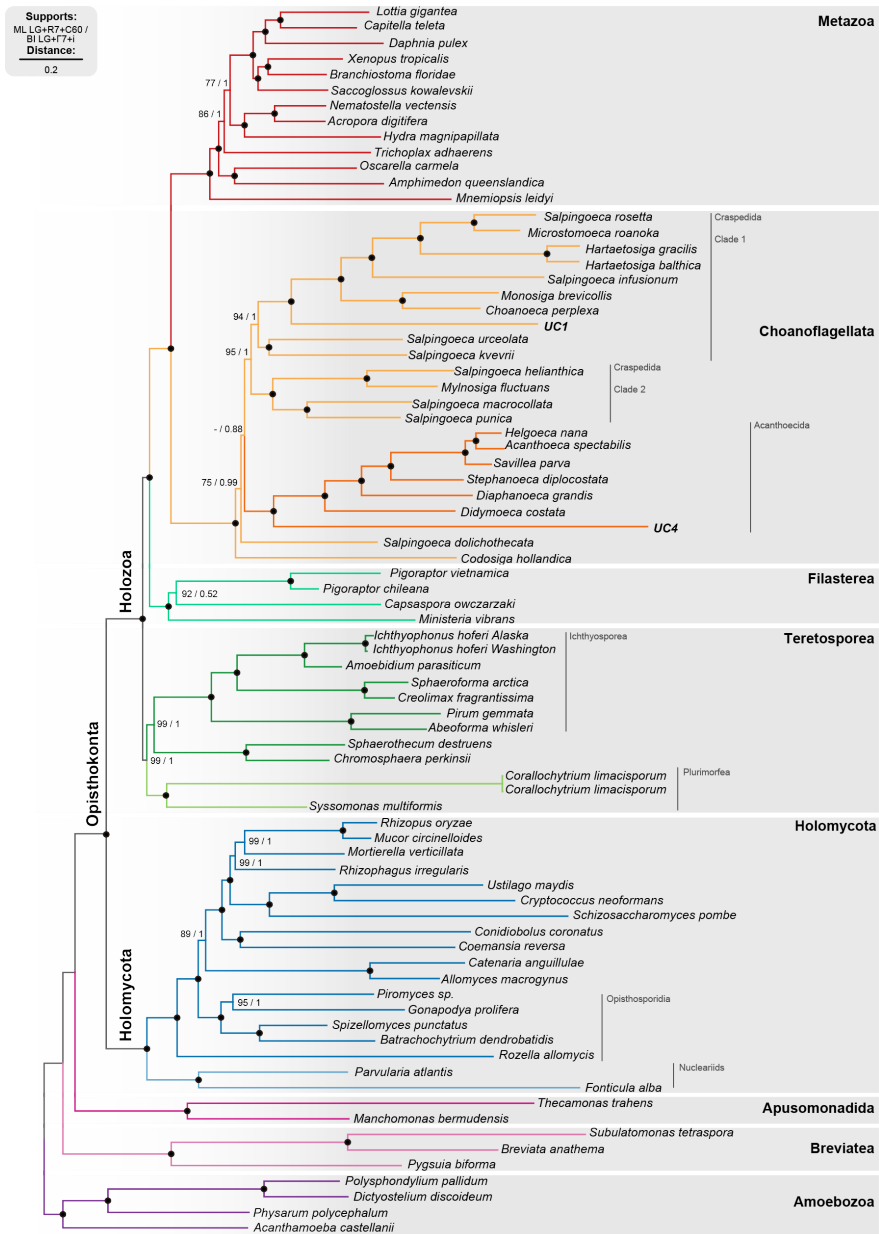 Supports:
ML LG+R7+C60 /
BI LG+Γ7+i
Distance:
0.2
Metazoa
Lottia gigantea
Capitella teleta
Daphnia pulex
Xenopus tropicalis
77 / 1
Branchiostoma floridae
Saccoglossus kowalevskii
Nematostella vectensis
86 / 1
Acropora digitifera
Hydra magnipapillata
Trichoplax adhaerens
Oscarella carmela
Amphimedon queenslandica
Mnemiopsis leidyi
Salpingoeca rosetta
Craspedida
Microstomoeca roanoka
Clade 1
Hartaetosiga gracilis
Hartaetosiga balthica
Salpingoeca infusionum
Monosiga brevicollis
Choanoeca perplexa
94 / 1
UC1
Choanoflagellata
Salpingoeca urceolata
95 / 1
Salpingoeca kvevrii
Salpingoeca helianthica
Craspedida
Mylnosiga fluctuans
Clade 2
Salpingoeca macrocollata
Salpingoeca punica
- / 0.88
Acanthoecida
Helgoeca nana
Acanthoeca spectabilis
Savillea parva
75 / 0.99
Stephanoeca diplocostata
Diaphanoeca grandis
Didymoeca costata
UC4
Salpingoeca dolichothecata
Codosiga hollandica
Holozoa
Filasterea
Pigoraptor vietnamica
Pigoraptor chileana
92 / 0.52
Capsaspora owczarzaki
Ministeria vibrans
Teretosporea
Ichthyophonus hoferi Alaska
Ichthyosporea
Ichthyophonus hoferi Washington
Amoebidium parasiticum
Sphaeroforma arctica
Creolimax fragrantissima
Pirum gemmata
99 / 1
Abeoforma whisleri
Sphaerothecum destruens
99 / 1
Chromosphaera perkinsii
Opisthokonta
Corallochytrium limacisporum
Plurimorfea
Corallochytrium limacisporum
Syssomonas multiformis
Holomycota
Rhizopus oryzae
Mucor circinelloides
99 / 1
Mortierella verticillata
99 / 1
Rhizophagus irregularis
Ustilago maydis
Cryptococcus neoformans
Schizosaccharomyces pombe
89 / 1
Conidiobolus coronatus
Coemansia reversa
Catenaria anguillulae
Allomyces macrogynus
Holomycota
Piromyces sp.
95 / 1
Opisthosporidia
Gonapodya prolifera
Spizellomyces punctatus
Batrachochytrium dendrobatidis
Rozella allomycis
Parvularia atlantis
Nucleariids
Fonticula alba
Thecamonas trahens
Apusomonadida
Manchomonas bermudensis
Subulatomonas tetraspora
Breviatea
Breviata anathema
Pygsuia biforma
Polysphondylium pallidum
Dictyostelium discoideum
Amoebozoa
Physarum polycephalum
Acanthamoeba castellanii